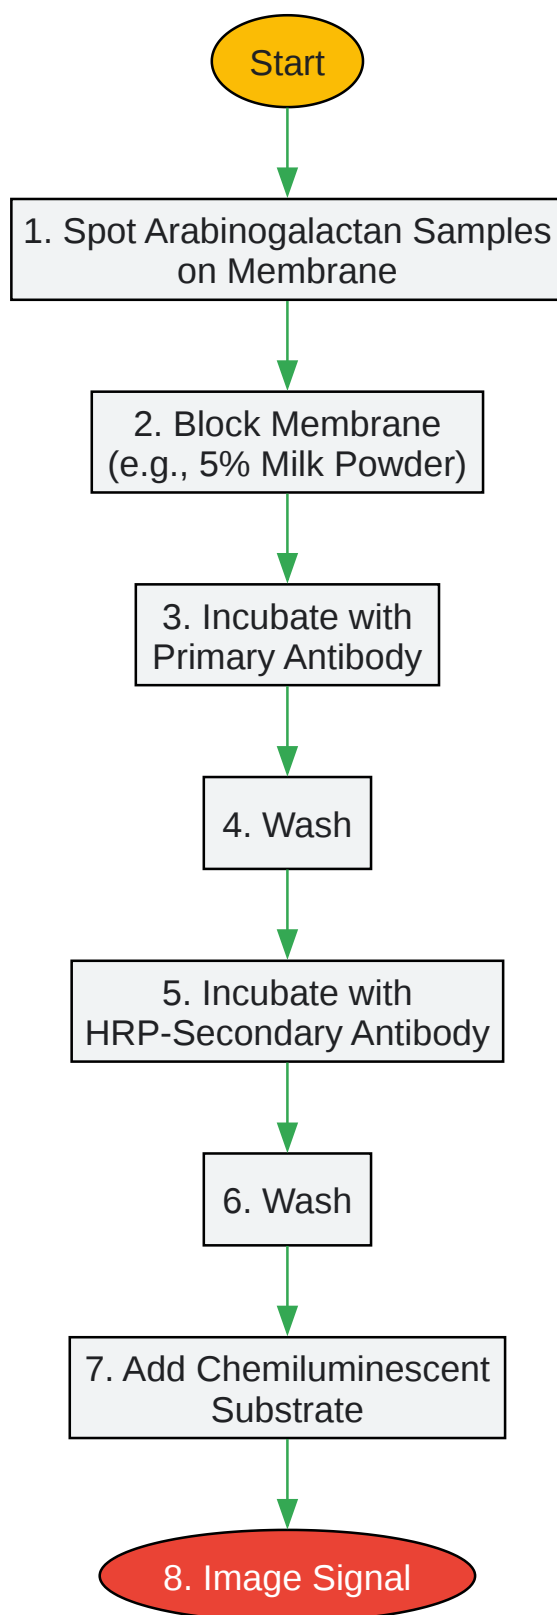 Start
1. Spot Arabinogalactan Samples
on Membrane
2. Block Membrane
(e.g., 5% Milk Powder)
3. Incubate with
Primary Antibody
4. Wash
5. Incubate with
HRP-Secondary Antibody
6. Wash
7. Add Chemiluminescent
Substrate
8. Image Signal